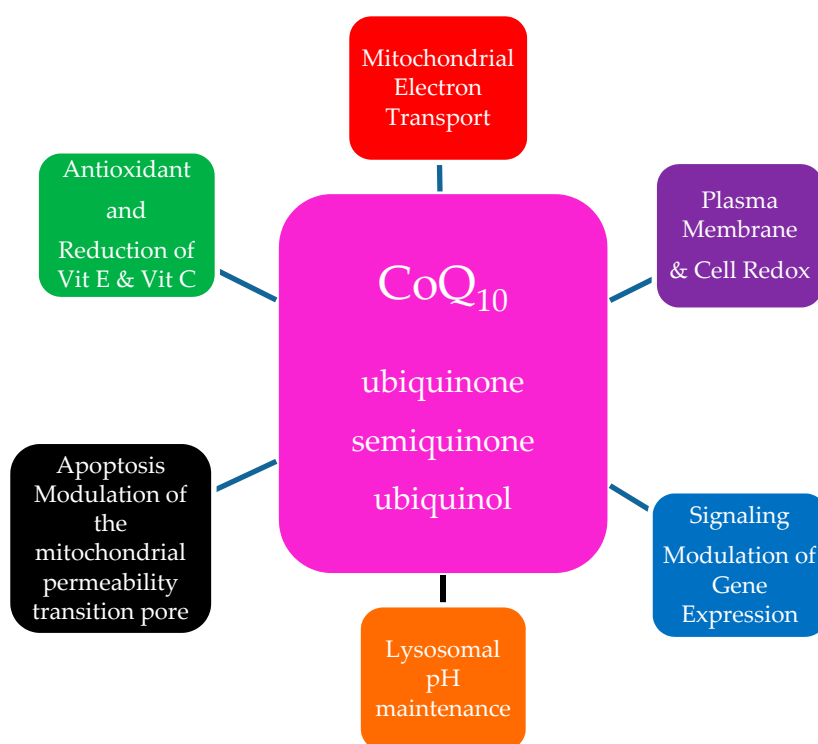 Mitochondrial
Electron
Transport
Antioxidant
and
Reduction of
Vit E & Vit C
Plasma
Membrane
& Cell Redox
CoQ₁₀
ubiquinone
semiquinone
ubiquinol
Apoptosis
Modulation of
the
mitochondrial
permeability
transition pore
Signaling
Modulation of
Gene
Expression
Lysosomal
pH
maintenance